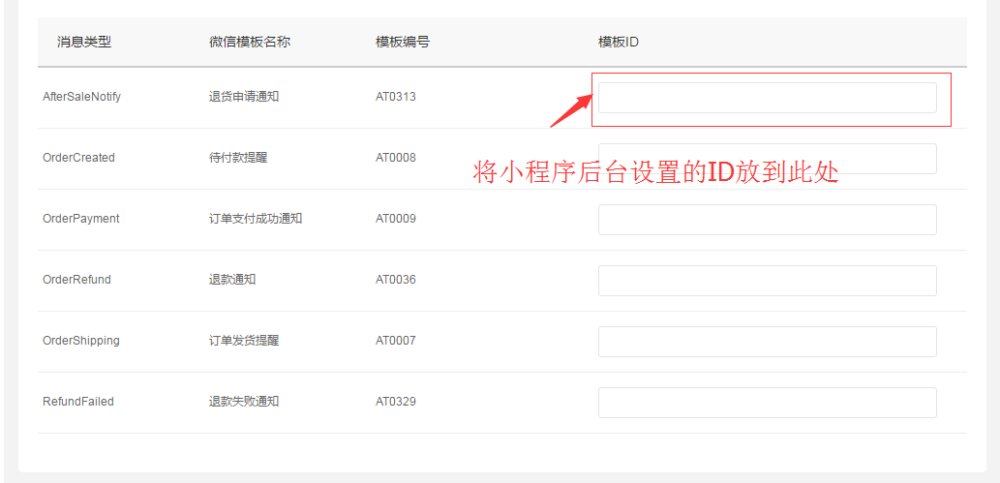 消息类型 微信模板名称 模板编号 模板ID
AfterSaleNotify 退货申请通知 AT0313
OrderCreated 待付款提醒 AT0008
将小程序后台设置的ID放到此处
OrderPayment 订单支付成功通知 AT0009
OrderRefund 退款通知 AT0036
OrderShipping 订单发货提醒 AT0007
RefundFailed 退款失败通知 AT0329